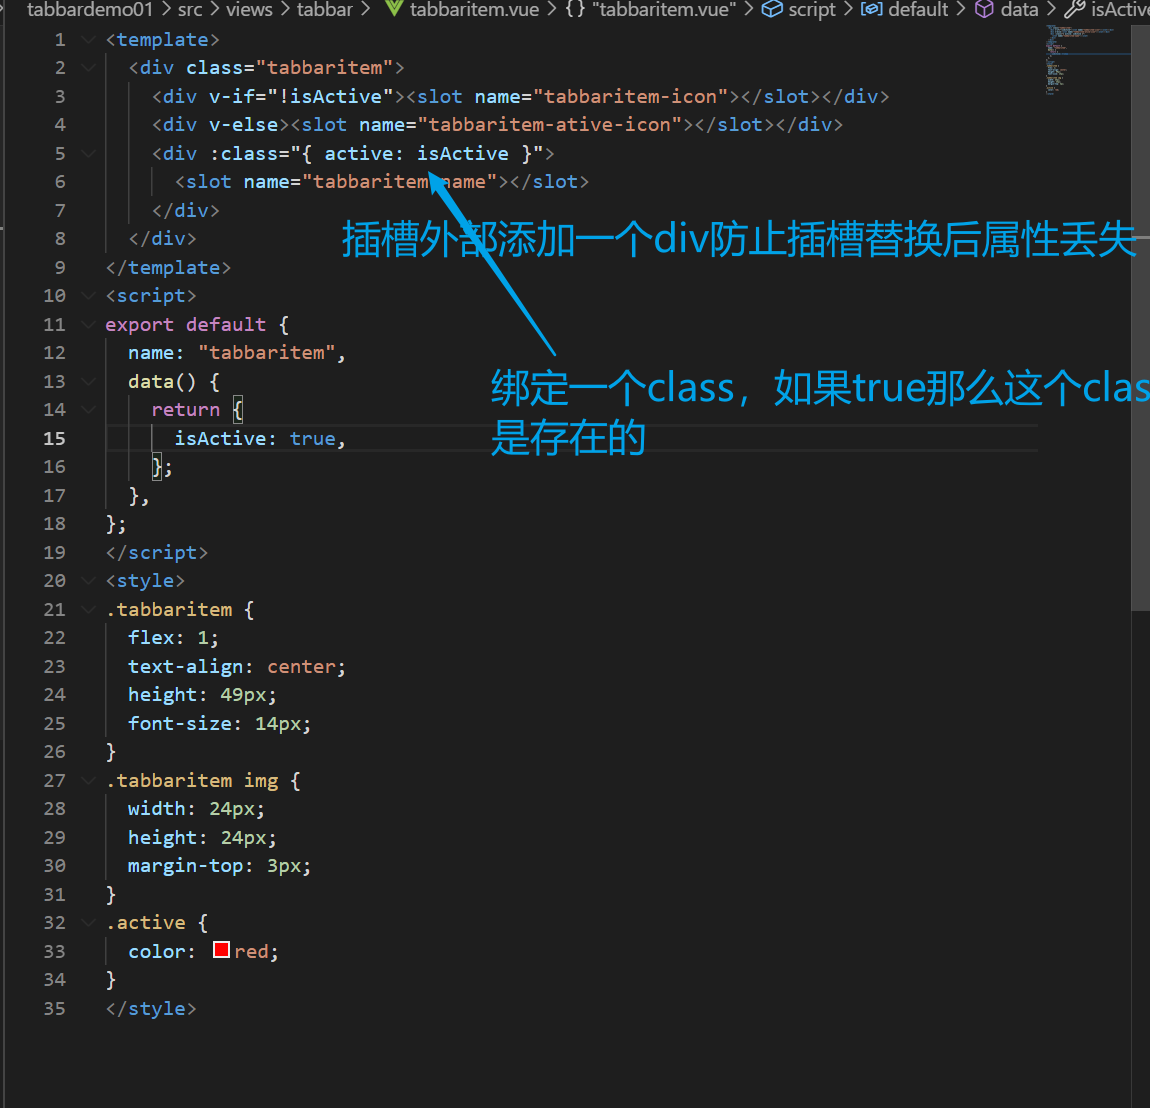 tabbardemo01 > src > views > tabbar > tabbaritem.vue > {} "tabbaritem.vue" > script > default > data > isActive
1 <template>
2 <div class="tabbaritem">
3 <div v-if="!isActive"><slot name="tabbaritem-icon"></slot></div>
4 <div v-else><slot name="tabbaritem-ative-icon"></slot></div>
5 <div :class="{ active: isActive }">
6 <slot name="tabbaritem-name"></slot>
7 </div>
插槽外部添加一个div防止插槽替换后属性丢失
8 </div>
9 </template>
10 <script>
11 export default {
12 name: "tabbaritem",
13 data() {
绑定一个class，如果true那么这个clas
14 return {
15 isActive: true,
是存在的
16 };
17 },
18 };
19 </script>
20 <style>
21 .tabbaritem {
22 flex: 1;
23 text-align: center;
24 height: 49px;
25 font-size: 14px;
26 }
27 .tabbaritem img {
28 width: 24px;
29 height: 24px;
30 margin-top: 3px;
31 }
32 .active {
33 color: red;
34 }
35 </style>